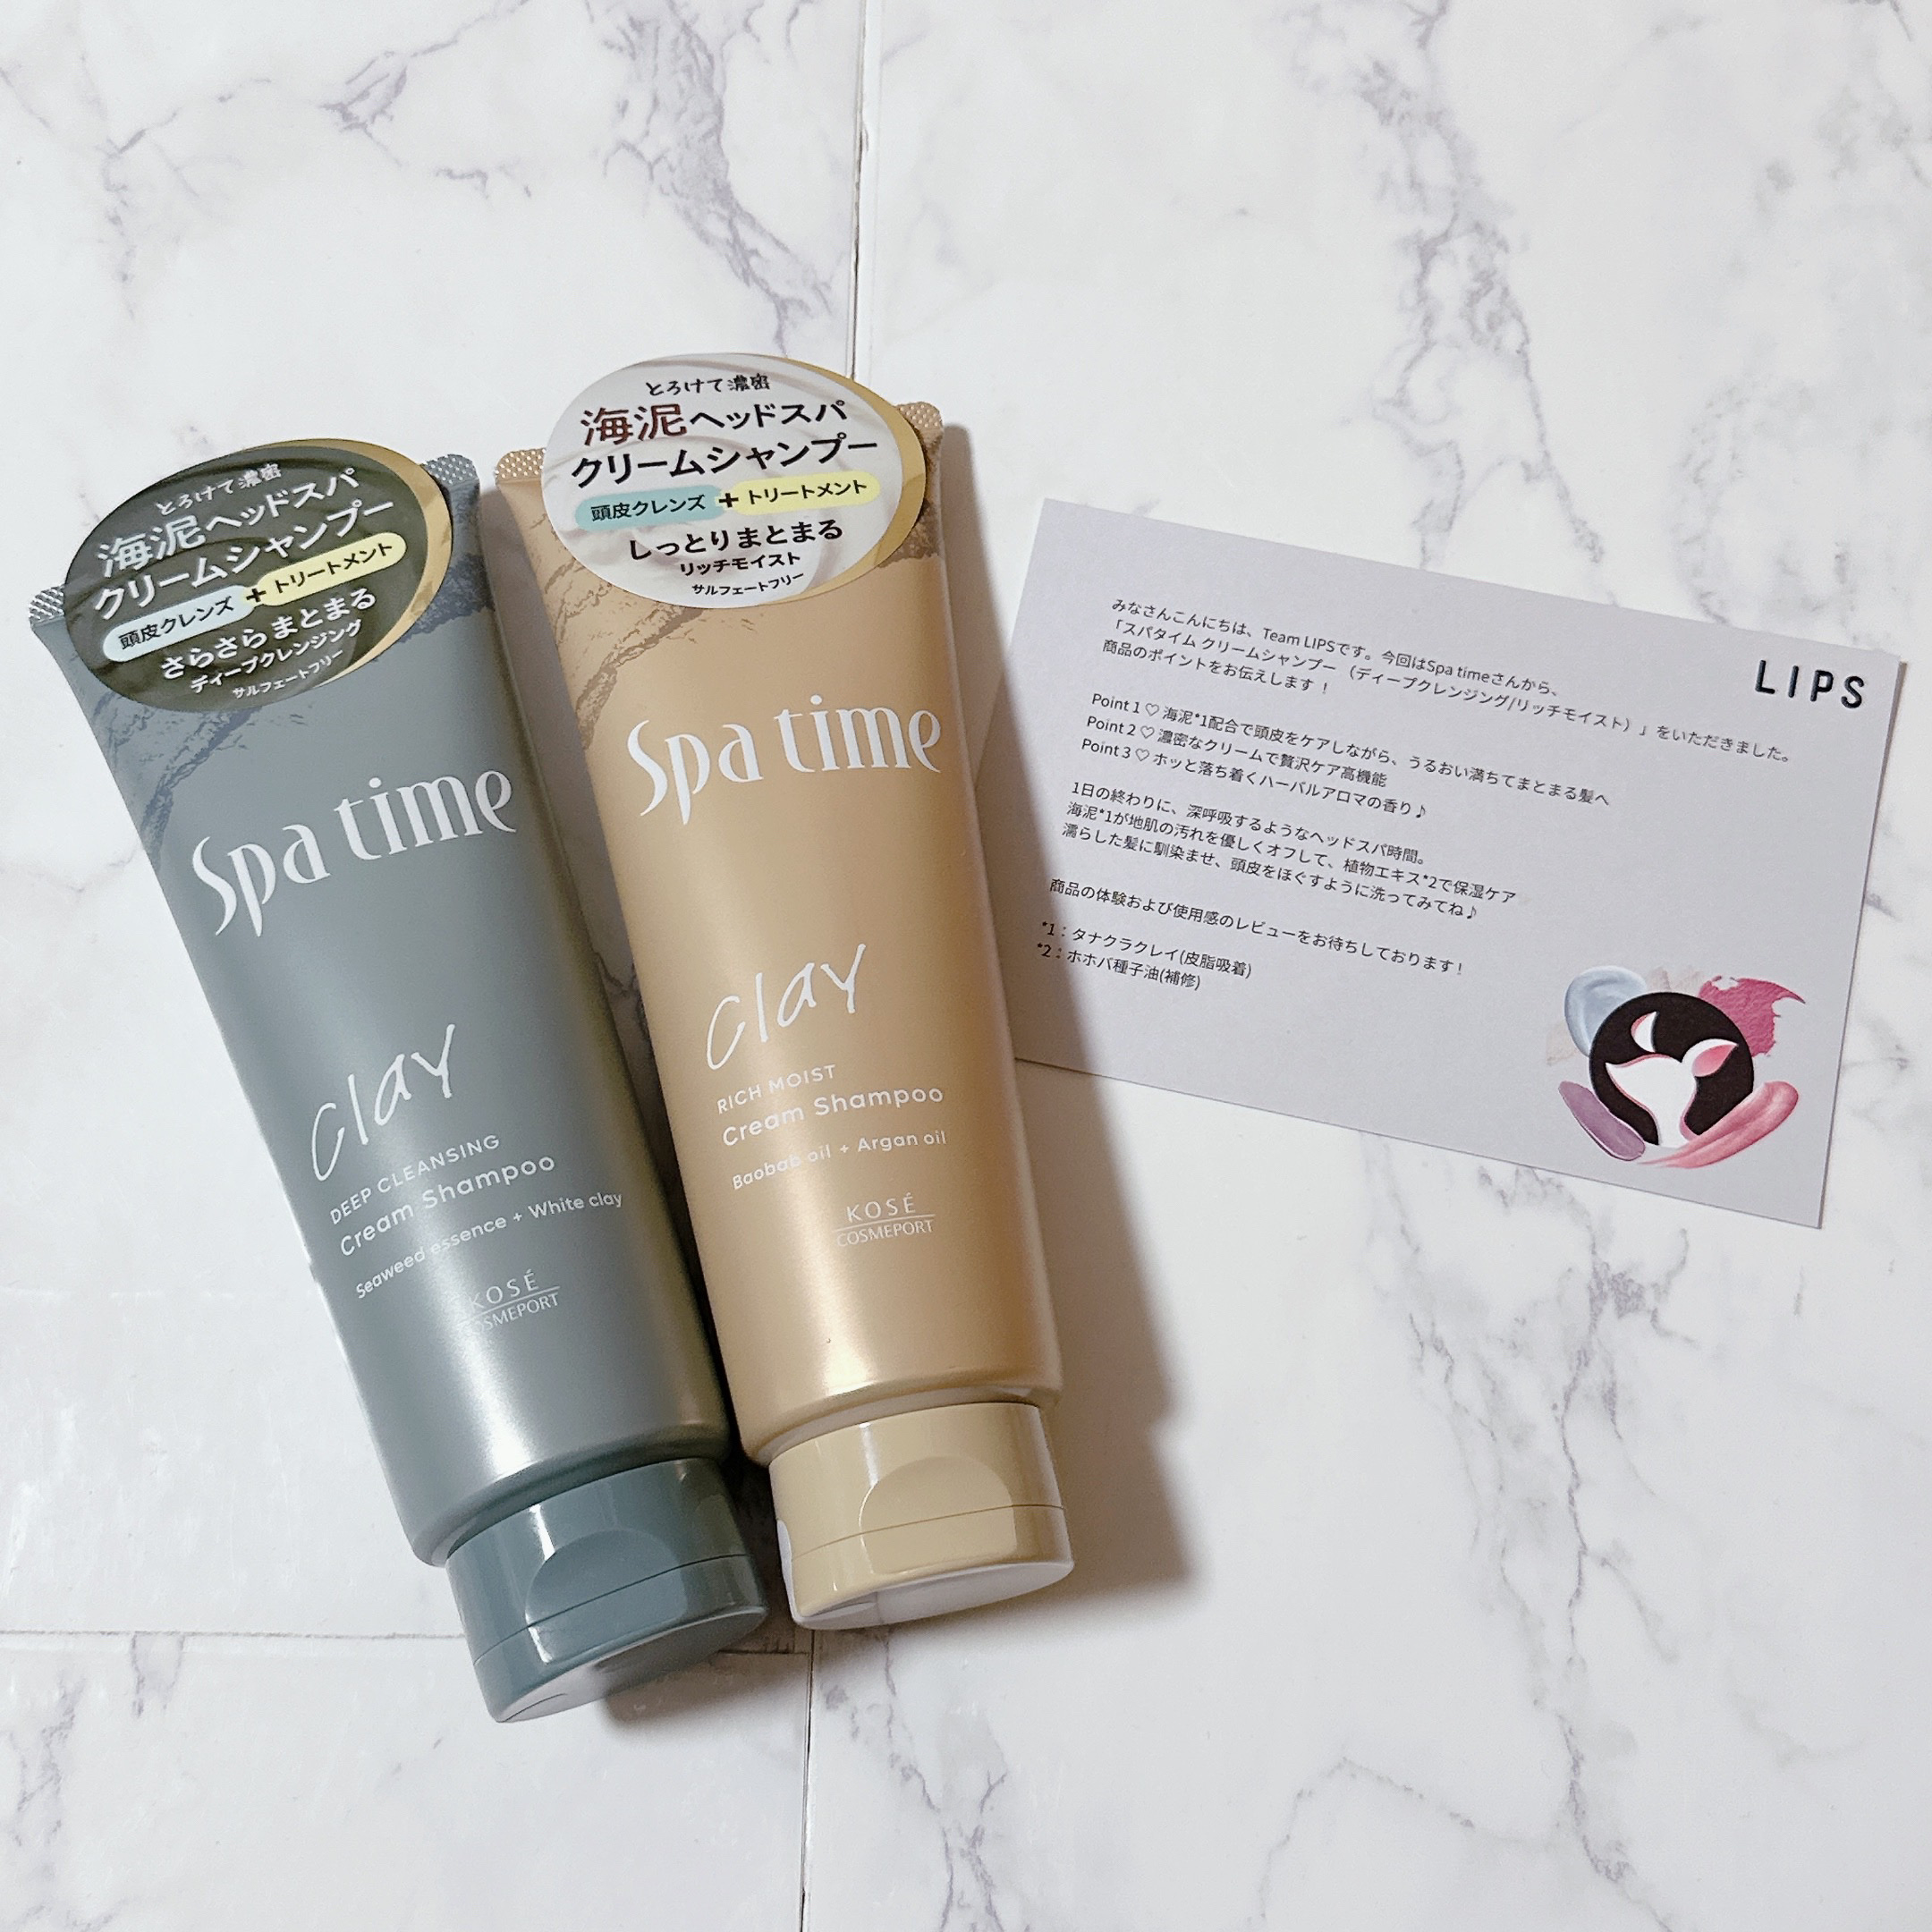 とろけて濃密
海泥ヘッドスパ
クリームシャンプー
頭皮クレンズ + トリートメント
さらさらまとまる
ディープクレンジング
サルフェートフリー
Spa time
Clay
DEEP CLEANSING
Cream Shampoo
Seaweed essence + White clay
KOSÉ
COSMEPORT
とろけて濃密
海泥ヘッドスパ
クリームシャンプー
頭皮クレンズ + トリートメント
しっとりまとまる
リッチモイスト
サルフェートフリー
Spa time
Clay
RICH MOIST
Cream Shampoo
Baobab oil + Argan oil
KOSÉ
COSMEPORT
LIPS
みなさんこんにちは、Team LIPSです。今回はSpa timeさんから、
「スパタイム クリームシャンプー （ディープクレンジング/リッチモイスト）」をいただきました。
商品のポイントをお伝えします！
Point 1♡ 海泥*1配合で頭皮をケアしながら、うるおい満ちてまとまる髪へ
Point 2♡ 濃密なクリームで贅沢ケア高機能
Point 3♡ ホッと落ち着くハーバルアロマの香り♪
1日の終わりに、深呼吸するようなヘッドスパ時間。
海泥*1が地肌の汚れを優しくオフして、植物エキス*2で保湿ケア
濡らした髪に馴染ませ、頭皮をほぐすように洗ってみてね♪
商品の体験および使用感のレビューをお待ちしております！
*1：タナクラクレイ(皮脂吸着)
*2：ホホバ種子油(補修)